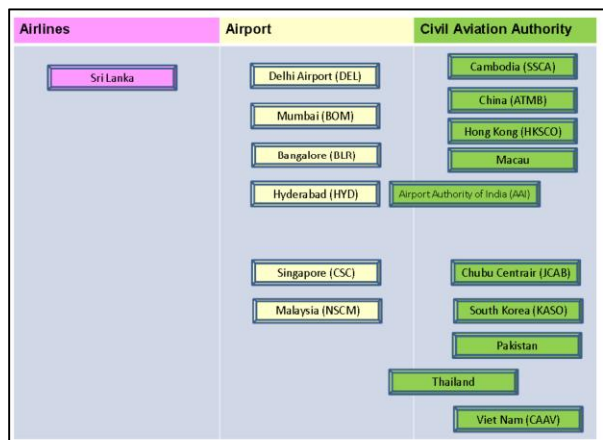 Airlines
Airport
Civil Aviation Authority
Sri Lanka
Delhi Airport (DEL)
Mumbai (BOM)
Bangalore (BLR)
Hyderabad (HYD)
Singapore (CSC)
Malaysia (NSCM)
Cambodia (SSCA)
China (ATMB)
Hong Kong (HKSCO)
Macau
Airport Authority of India (AAI)
Chubu Centrair (JCAB)
South Korea (KASO)
Pakistan
Thailand
Viet Nam (CAAV)